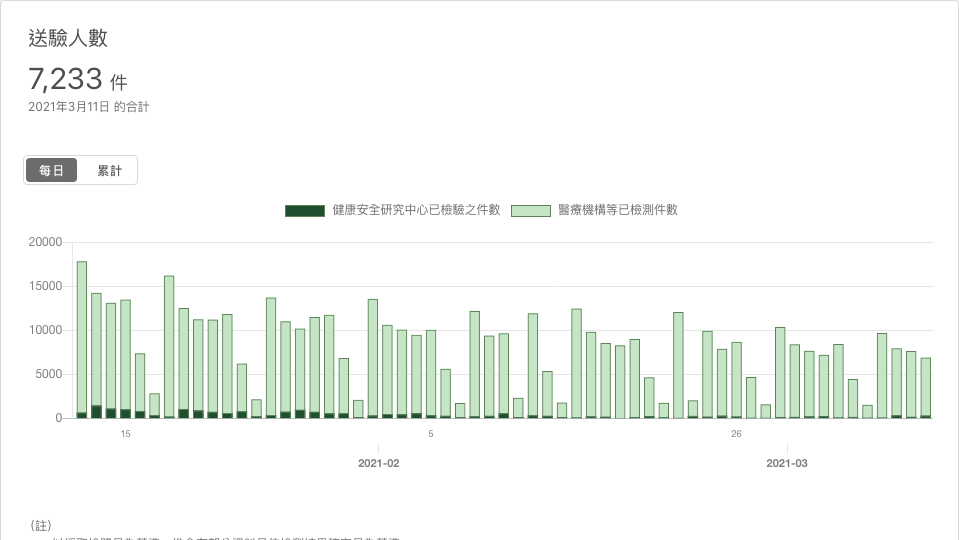 送驗人數
7,233 件
2021年3月11日 的合計
每日 累計
健康安全研究中心已檢驗之件數 醫療機構等已檢測件數
20000
15000
10000
5000
0
15 5 26
2021-02 2021-03
(註)